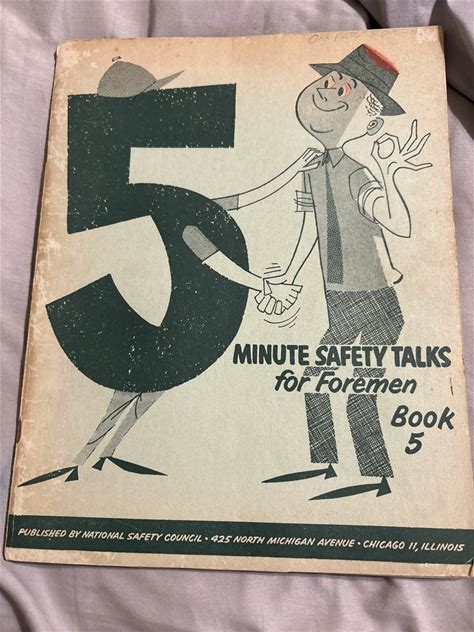 5
MINUTE SAFETY TALKS
for Foremen
Book
5
PUBLISHED BY NATIONAL SAFETY COUNCIL • 425 NORTH MICHIGAN AVENUE • CHICAGO 11, ILLINOIS